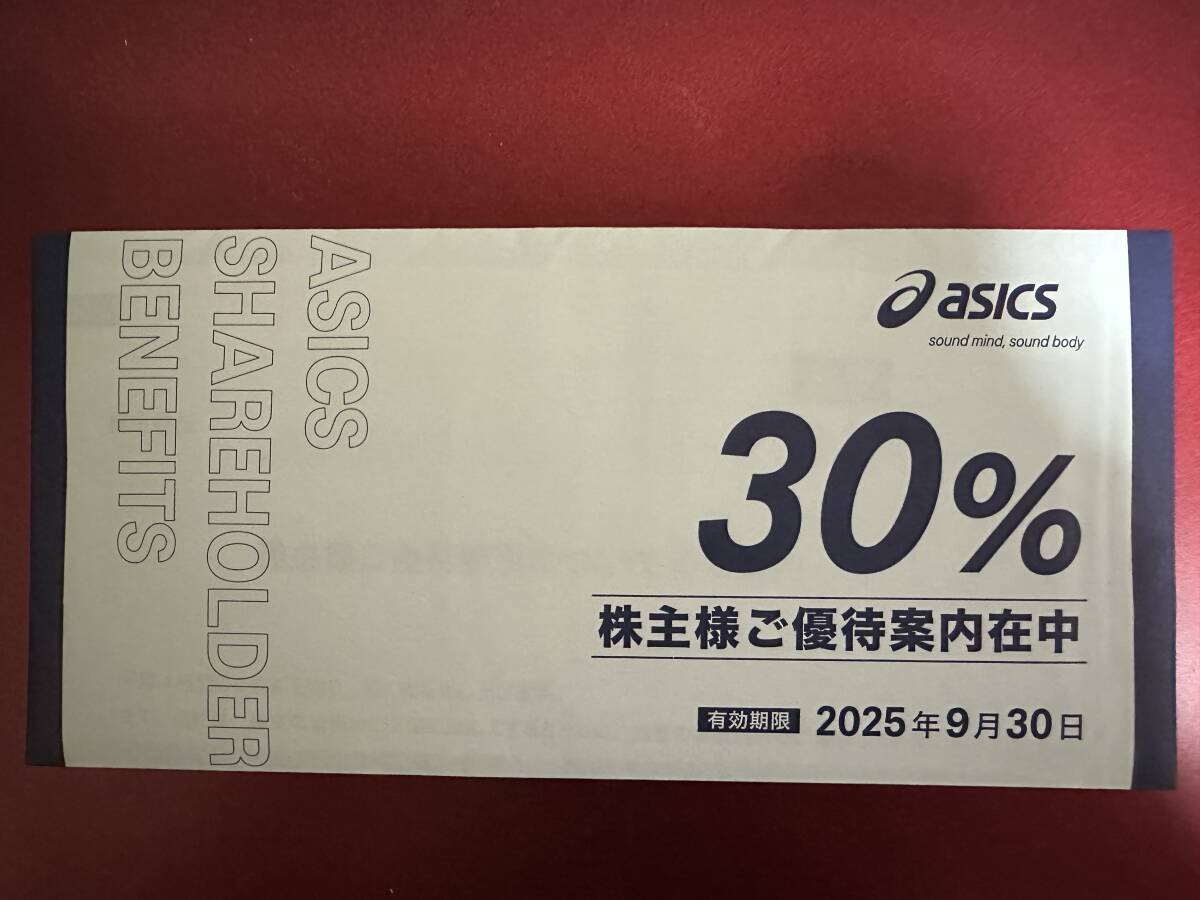 ASICS
SHAREHOLDER
BENEFITS
asics
sound mind, sound body
30%
株主様ご優待案内在中
有効期限 2025年9月30日